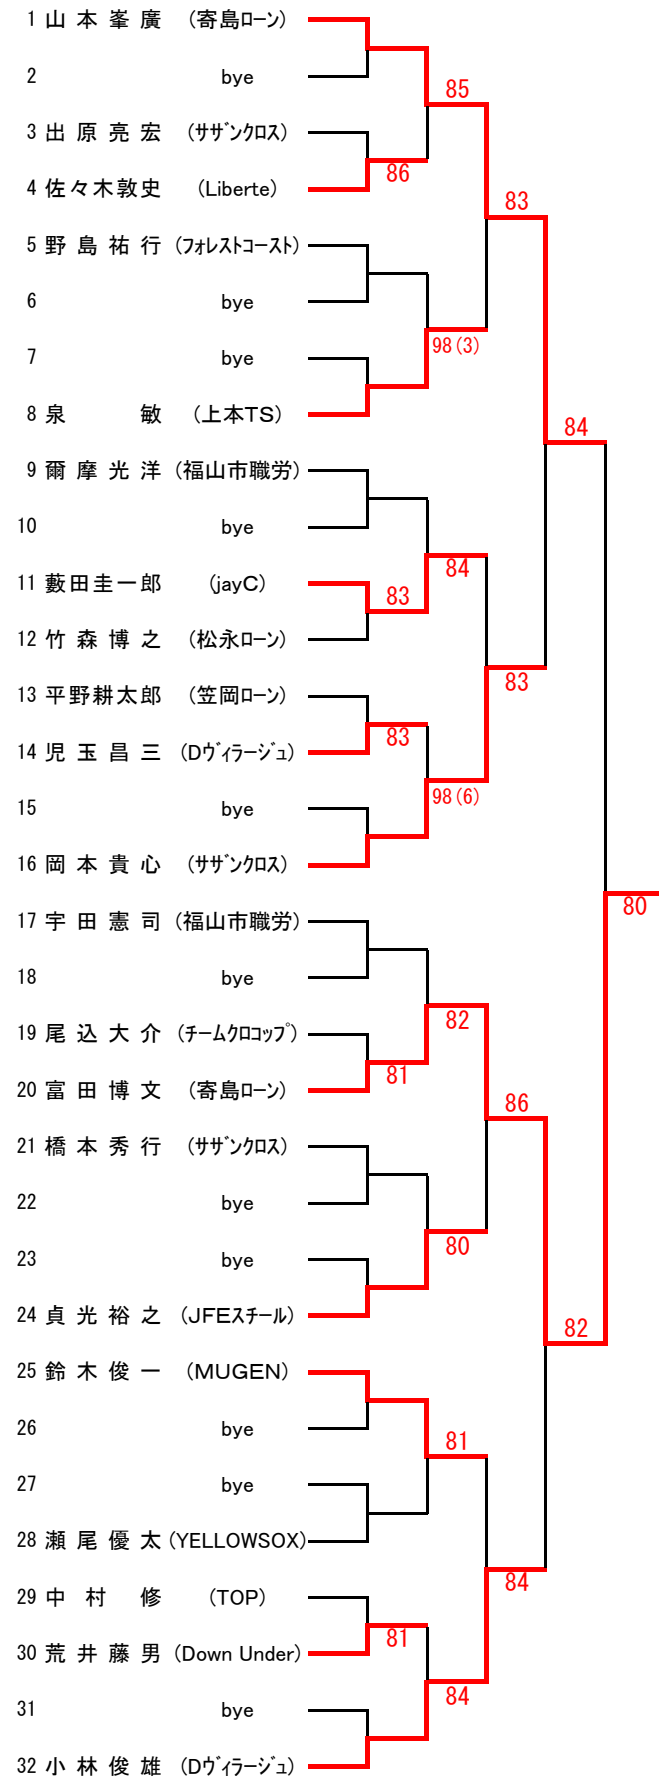 1 山本峯廣 (寄島ローン)
2 bye
85
3 出原亮宏 (サザンクロス)
86
4 佐々木敦史 (Liberte)
83
5 野島祐行 (フォレストコースト)
6 bye
98(3)
7 bye
8 泉 敏 (上本TS)
84
9 爾摩光洋 (福山市職労)
10 bye
84
11 藪田圭一郎 (jayC)
83
12 竹森博之 (松永ローン)
83
13 平野耕太郎 (笠岡ローン)
83
14 児玉昌三 (Dヴィラージュ)
98(6)
15 bye
16 岡本貴心 (サザンクロス)
80
17 宇田憲司 (福山市職労)
18 bye
82
19 尾込大介 (チームクロコップ)
81
20 富田博文 (寄島ローン)
86
21 橋本秀行 (サザンクロス)
22 bye
80
23 bye
24 貞光裕之 (JFEスチール)
82
25 鈴木俊一 (MUGEN)
26 bye
81
27 bye
28 瀬尾優太 (YELLOWSOX)
84
29 中村 修 (TOP)
81
30 荒井藤男 (Down Under)
84
31 bye
32 小林俊雄 (Dヴィラージュ)